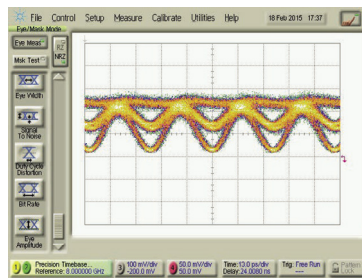 File Control Setup Measure Calibrate Utilities Help 18 Feb 2015 17:37
Eye/Mask Mode
Eye Meas
RZ
NRZ
Msk Test
Eye Width
Signal
To Noise
Duty Cycle
Distortion
Bit Rate
Eye
Amplitude
Precision Timebase...
Reference: 8.000000 GHz
100 mV/div
-200.0 mV
50.0 mV/div
50.0 mV
Time:13.0 ps/div
Delay:24.0080 ns
Trig: Free Run
Pattern
Lock